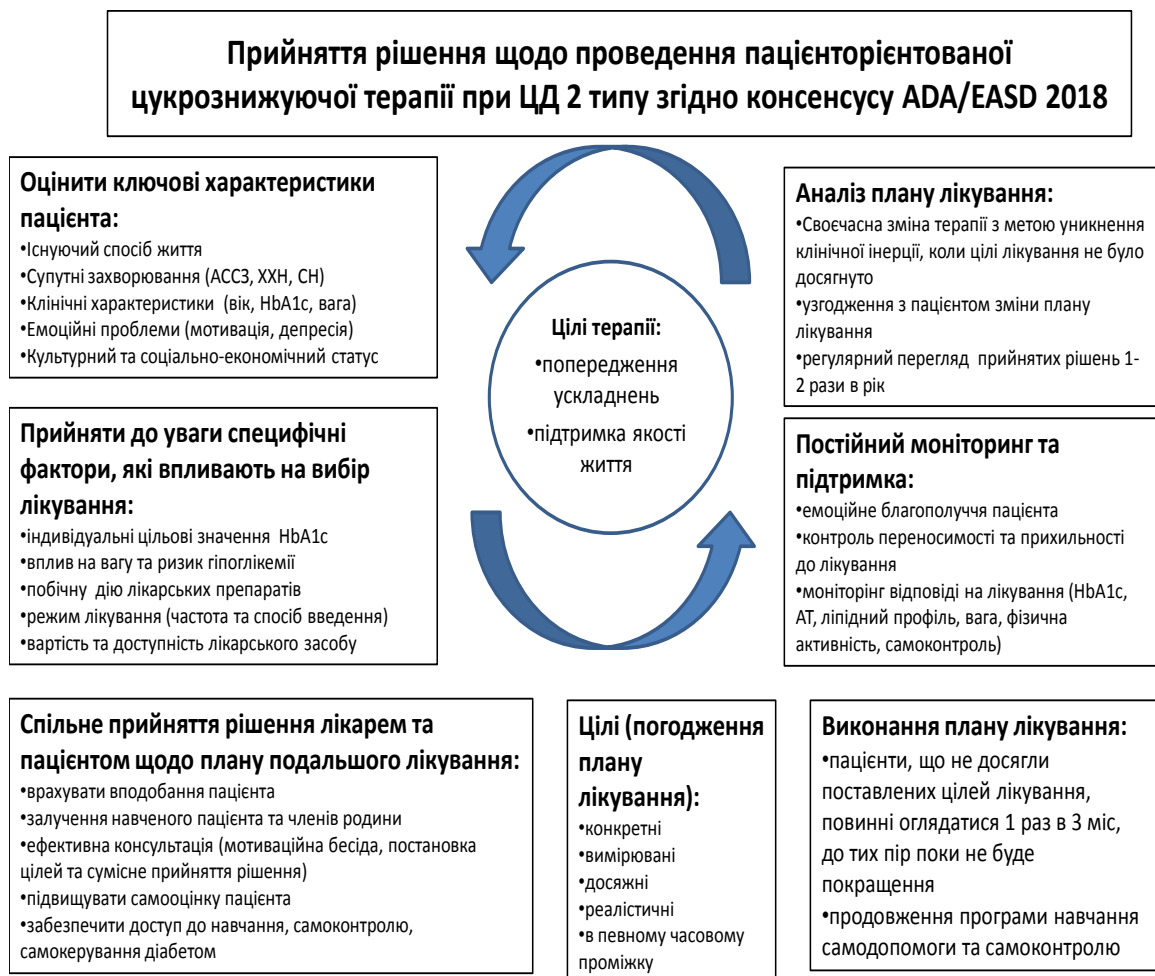 Прийняття рішення щодо проведення пацієнторієнтованої
цукрознижуючої терапії при ЦД 2 типу згідно консенсусу ADA/EASD 2018
Оцінити ключові характеристики
пацієнта:
•Існуючий спосіб життя
•Супутні захворювання (АССЗ, ХХН, СН)
•Клінічні характеристики (вік, HbA1c, вага)
•Емоційні проблеми (мотивація, депресія)
•Культурний та соціально-економічний статус
Прийняти до уваги специфічні
фактори, які впливають на вибір
лікування:
•індивідуальні цільові значення HbA1c
•вплив на вагу та ризик гіпоглікемії
•побічну дію лікарських препаратів
•режим лікування (частота та спосіб введення)
•вартість та доступність лікарського засобу
Цілі терапії:
•попередження
ускладнень
•підтримка якості
життя
Аналіз плану лікування:
•Своєчасна зміна терапії з метою уникнення
клінічної інерції, коли цілі лікування не було
досягнуто
•узгодження з пацієнтом зміни плану
лікування
•регулярний перегляд прийнятих рішень 1-
2 рази в рік
Постійний моніторинг та
підтримка:
•емоційне благополуччя пацієнта
•контроль переносимості та прихильності
до лікування
•моніторінг відповіді на лікування (HbA1c,
АТ, ліпідний профіль, вага, фізична
активність, самоконтроль)
Спільне прийняття рішення лікарем та
пацієнтом щодо плану подальшого лікування:
•врахувати вподобання пацієнта
•залучення навченого пацієнта та членів родини
•ефективна консультація (мотиваційна бесіда, постановка
цілей та сумісне прийняття рішення)
•підвищувати самооцінку пацієнта
•забезпечити доступ до навчання, самоконтролю,
самокерування діабетом
Цілі (погодження
плану
лікування):
•конкретні
•вимірювані
•досяжні
•реалістичні
•в певному часовому
проміжку
Виконання плану лікування:
•пацієнти, що не досягли
поставлених цілей лікування,
повинні оглядатися 1 раз в 3 міс,
до тих пір поки не буде
покращення
•продовження програми навчання
самодопомоги та самоконтролю